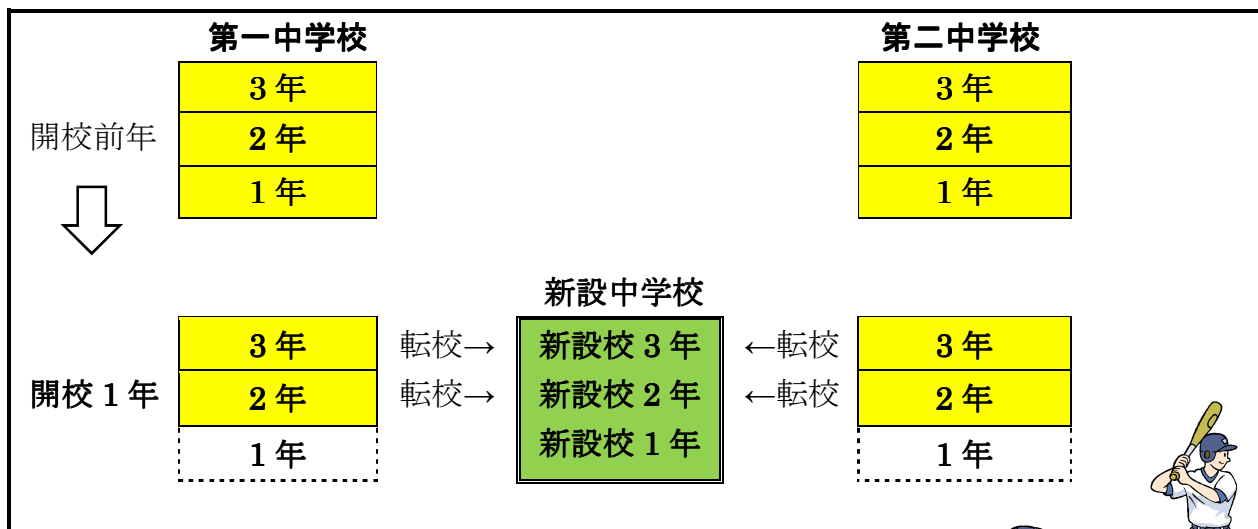 第一中学校 第二中学校
3年 3年
開校前年 2年 2年
1年 1年
新設中学校
3年 転校→ 新設校3年 ←転校 3年
開校1年 2年 転校→ 新設校2年 ←転校 2年
1年 新設校1年 1年